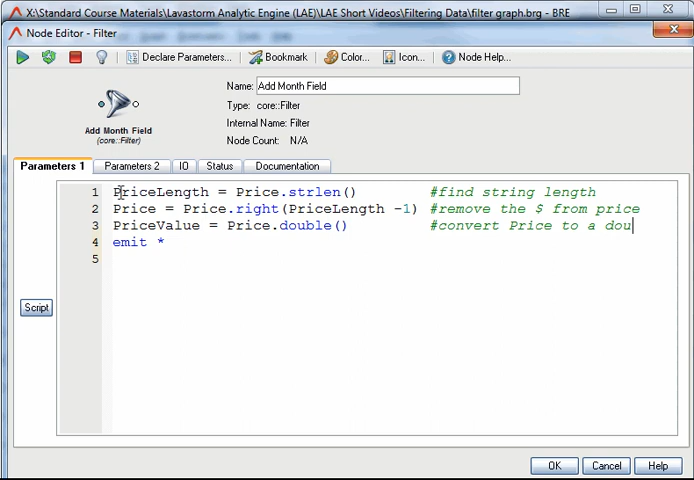 X:\Standard Course Materials\Lavastorm Analytic Engine (LAE)\LAE Short Videos\Filtering Data\filter graph.brg - BRE
Node Editor - Filter
Declare Parameters... Bookmark Color... Icon... Node Help...
Name: Add Month Field
Type: core::Filter
Internal Name: Filter
Node Count: N/A
Add Month Field
(core::Filter)
Parameters 1 Parameters 2 IO Status Documentation
1 PriceLength = Price.strlen() #find string length
2 Price = Price.right(PriceLength -1) #remove the $ from price
3 PriceValue = Price.double() #convert Price to a dou
4 emit *
5
Script
OK Cancel Help